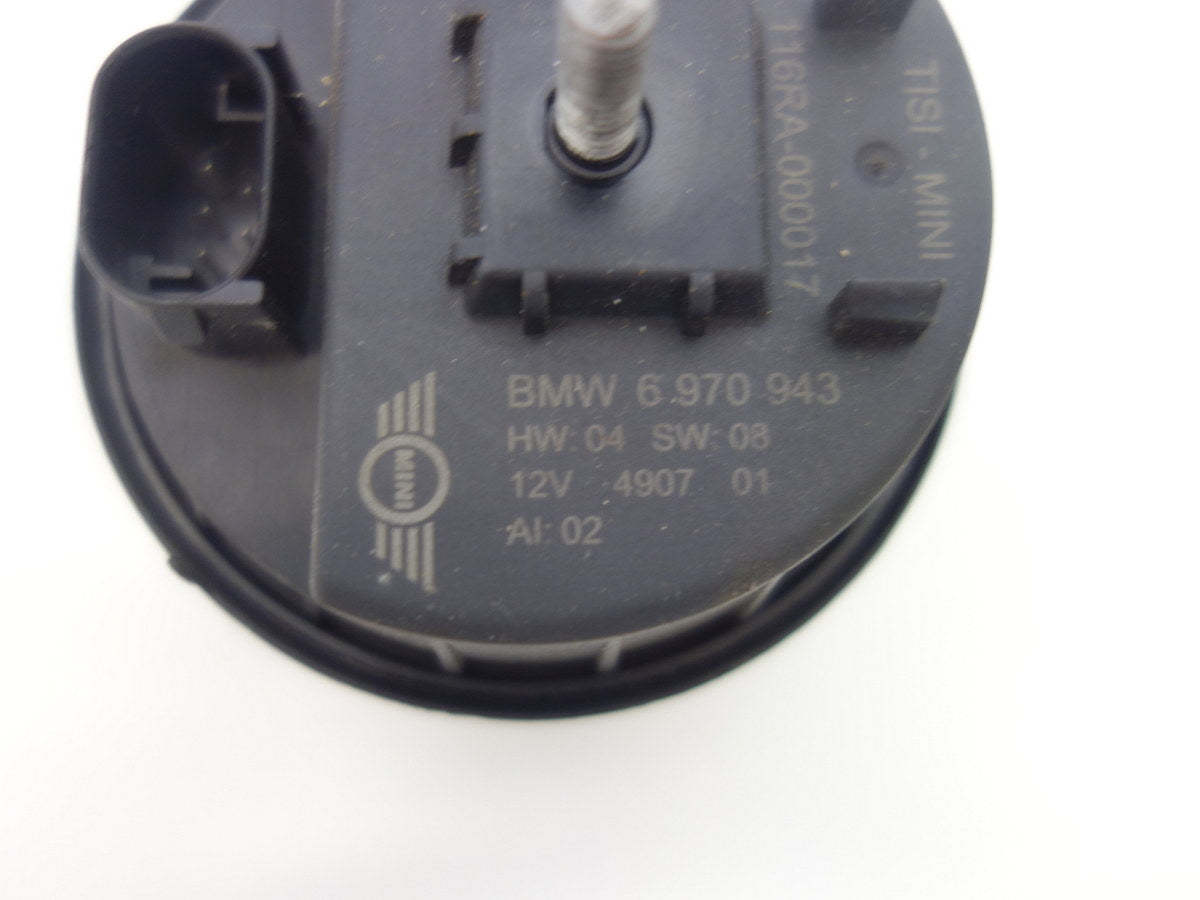 BMW 6 970 943
HW: 04 SW: 08
12V 4907 01
AI: 02
MINI
116RA-000017
TISI · MINI